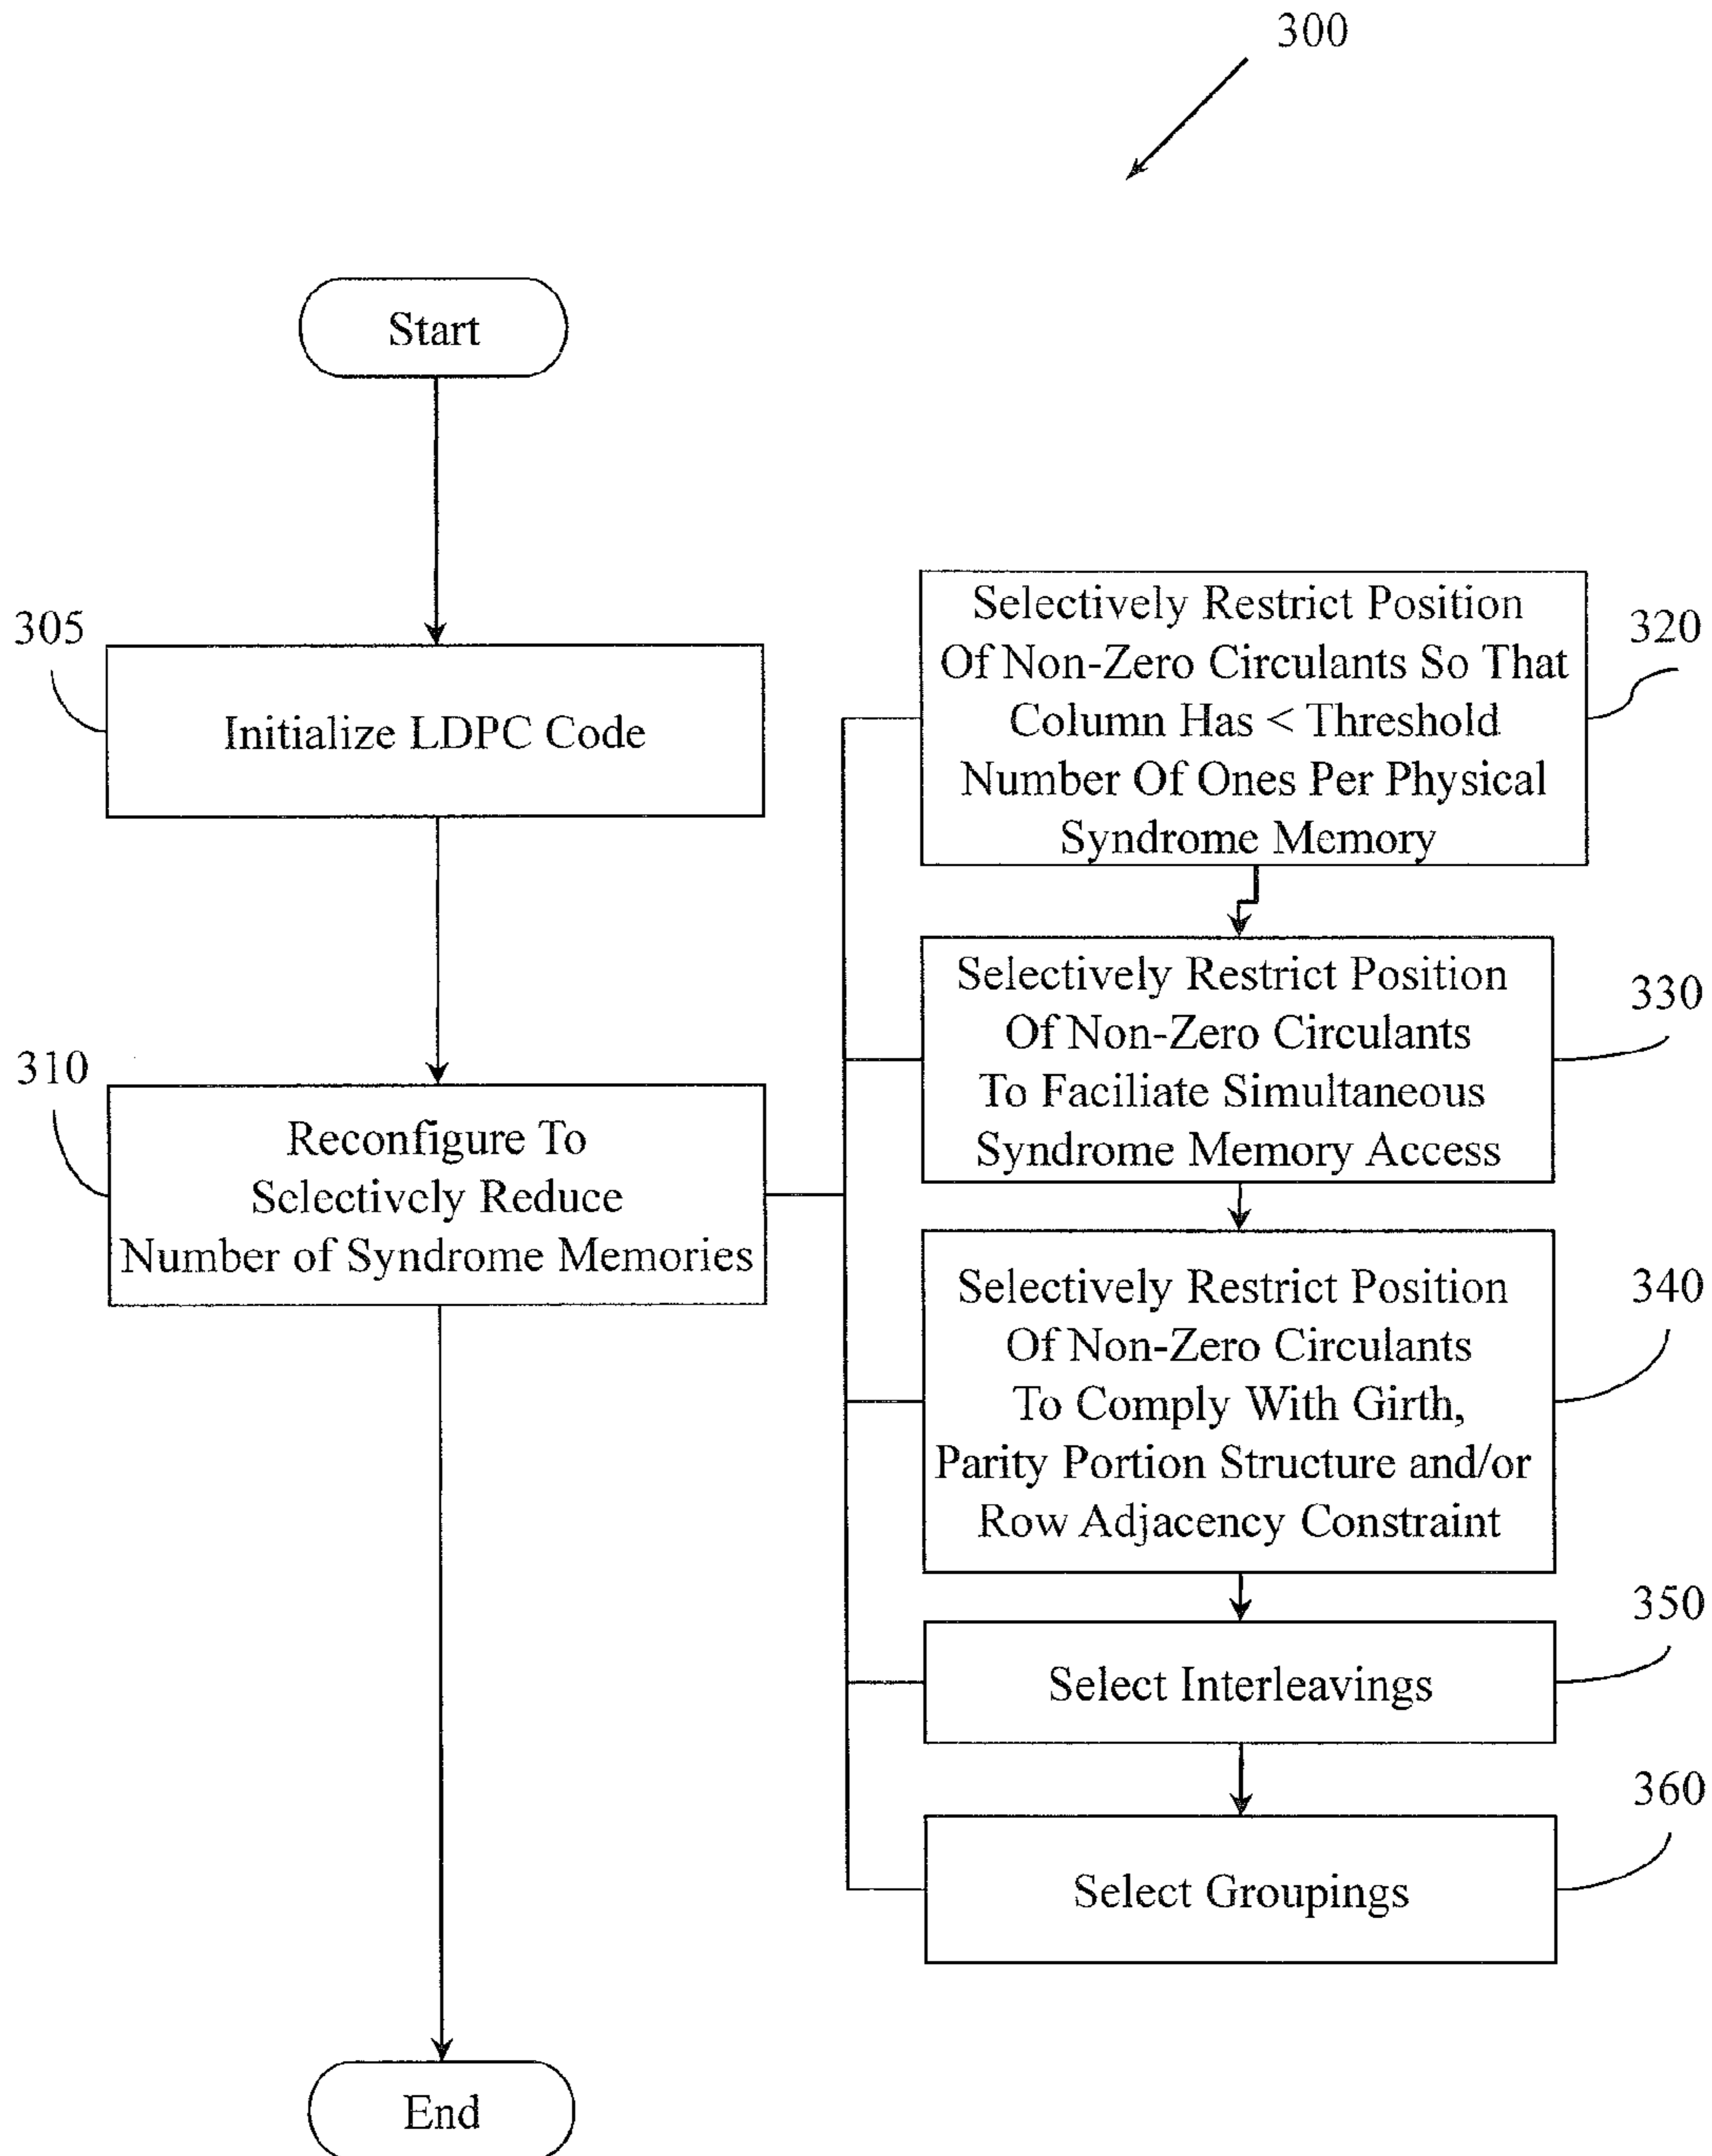 300
Start
305
Initialize LDPC Code
310
Reconfigure To
Selectively Reduce
Number of Syndrome Memories
320
Selectively Restrict Position
Of Non-Zero Circulants So That
Column Has < Threshold
Number Of Ones Per Physical
Syndrome Memory
330
Selectively Restrict Position
Of Non-Zero Circulants
To Faciliate Simultaneous
Syndrome Memory Access
340
Selectively Restrict Position
Of Non-Zero Circulants
To Comply With Girth,
Parity Portion Structure and/or
Row Adjacency Constraint
350
Select Interleavings
360
Select Groupings
End